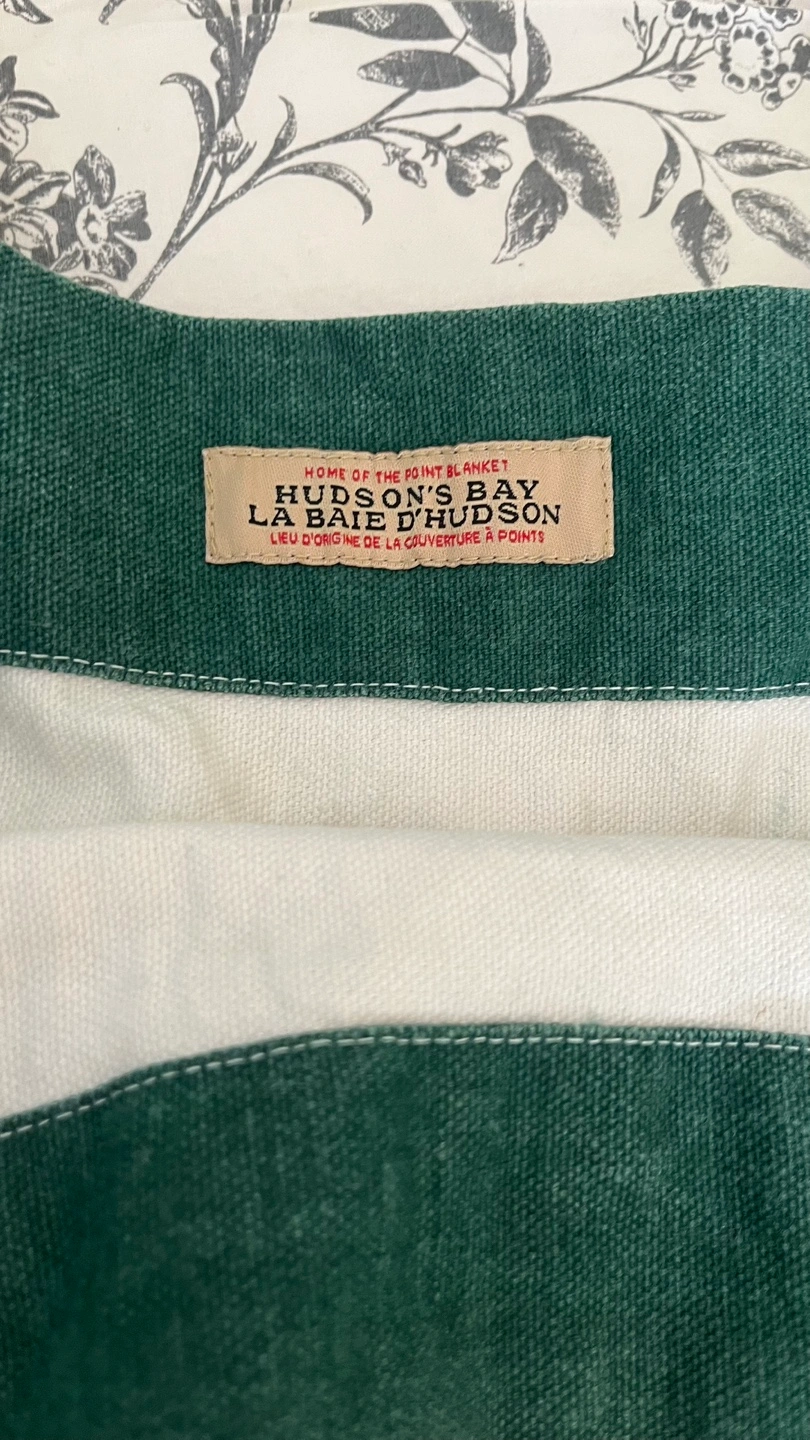 HOME OF THE POINT BLANKET
HUDSON'S BAY
LA BAIE D'HUDSON
LIEU D'ORIGINE DE LA COUVERTURE À POINTS